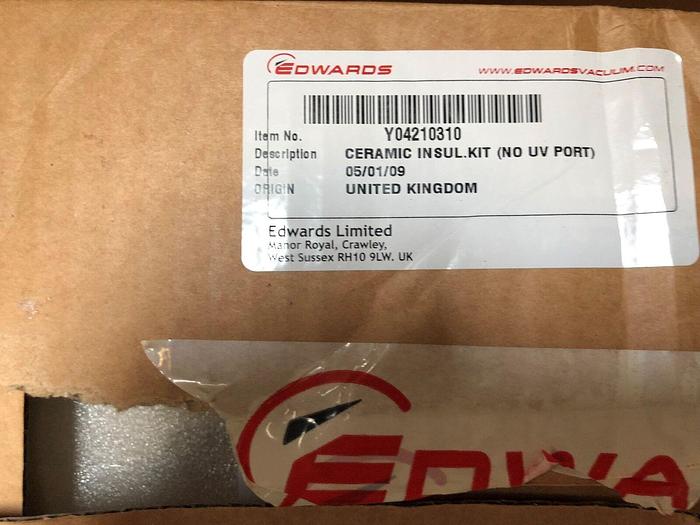 EDWARDS
WWW.EDWARDSVACUUM.COM
Item No. Y04210310
Description CERAMIC INSUL.KIT (NO UV PORT)
Date 05/01/09
ORIGIN UNITED KINGDOM
Edwards Limited
Manor Royal, Crawley,
West Sussex RH10 9LW. UK
EDWA